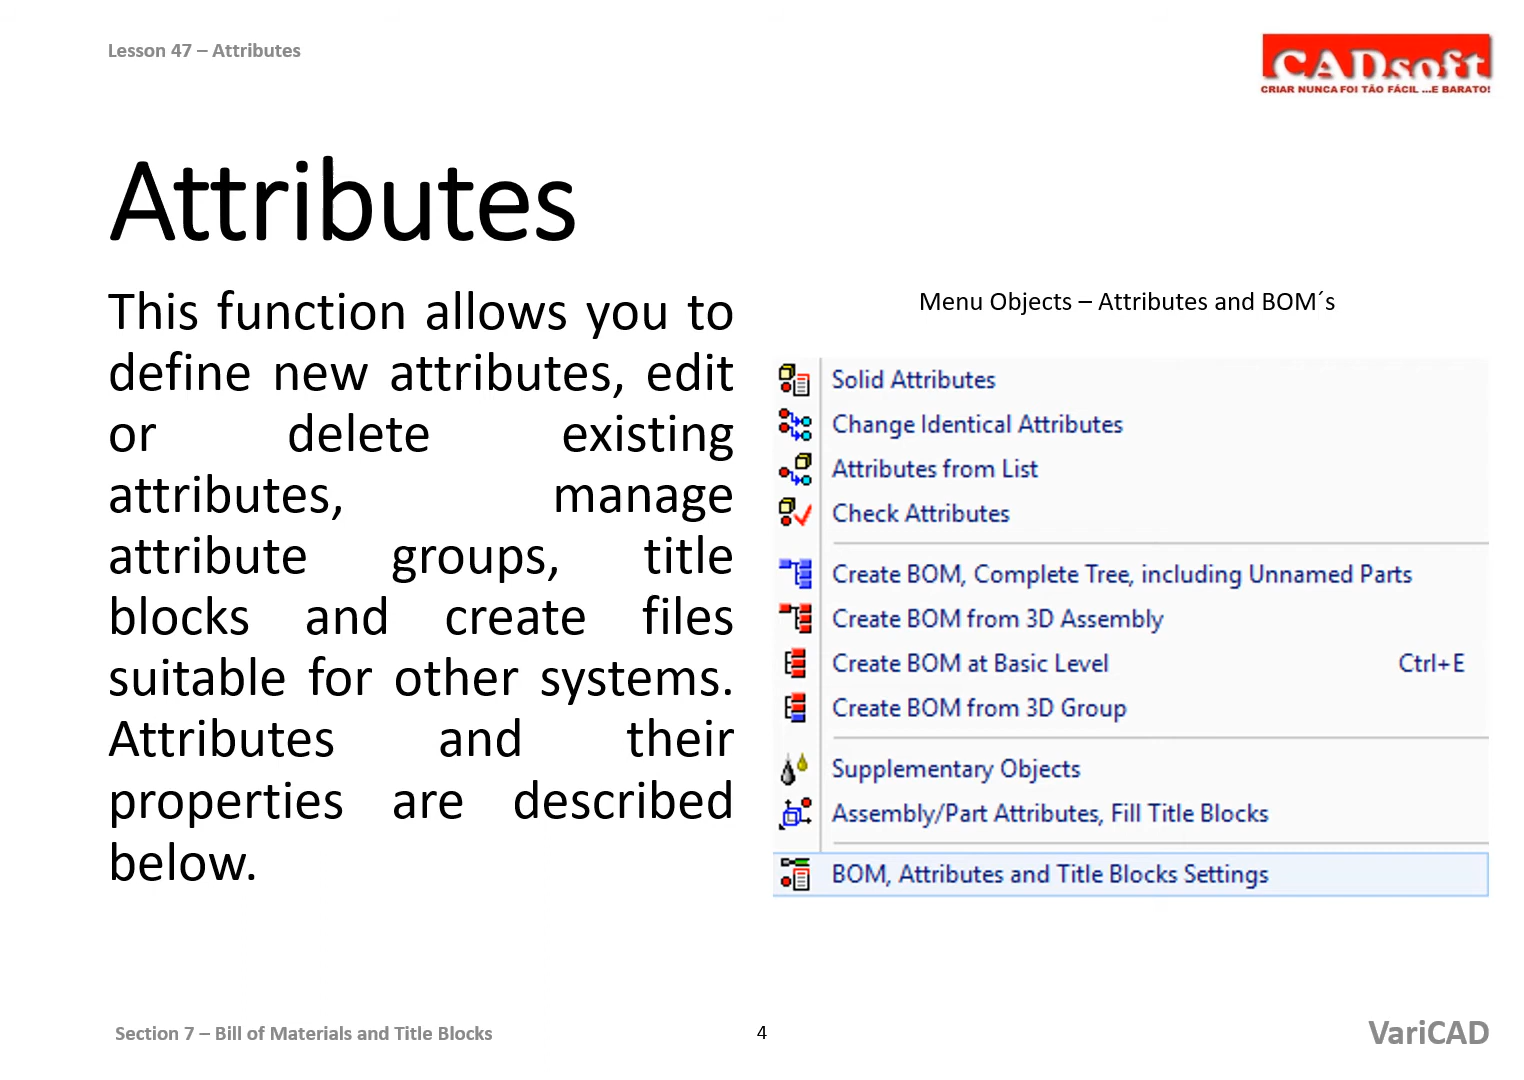 Lesson 47 – Attributes
CADsoft
CRIAR NUNCA FOI TÃO FÁCIL ...E BARATO!
Attributes
This function allows you to
define new attributes, edit
or delete existing
attributes, manage
attribute groups, title
blocks and create files
suitable for other systems.
Attributes and their
properties are described
below.
Menu Objects – Attributes and BOM´s
Solid Attributes
Change Identical Attributes
Attributes from List
Check Attributes
Create BOM, Complete Tree, including Unnamed Parts
Create BOM from 3D Assembly
Create BOM at Basic Level Ctrl+E
Create BOM from 3D Group
Supplementary Objects
Assembly/Part Attributes, Fill Title Blocks
BOM, Attributes and Title Blocks Settings
Section 7 – Bill of Materials and Title Blocks
4
VariCAD